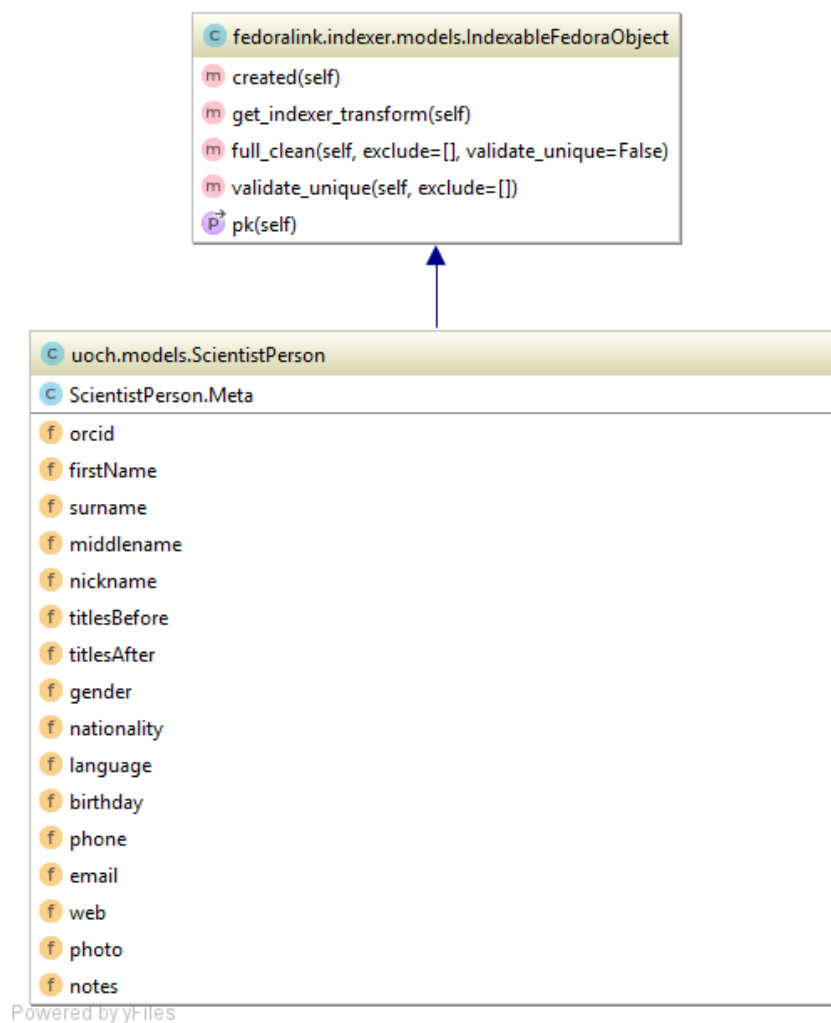 C fedoralink.indexer.models.IndexableFedoraObject
m created(self)
m get_indexer_transform(self)
m full_clean(self, exclude=[], validate_unique=False)
m validate_unique(self, exclude=[])
P pk(self)
C uoch.models.ScientistPerson
C ScientistPerson.Meta
f orcid
f firstName
f surname
f middlename
f nickname
f titlesBefore
f titlesAfter
f gender
f nationality
f language
f birthday
f phone
f email
f web
f photo
f notes
Powered by yFiles